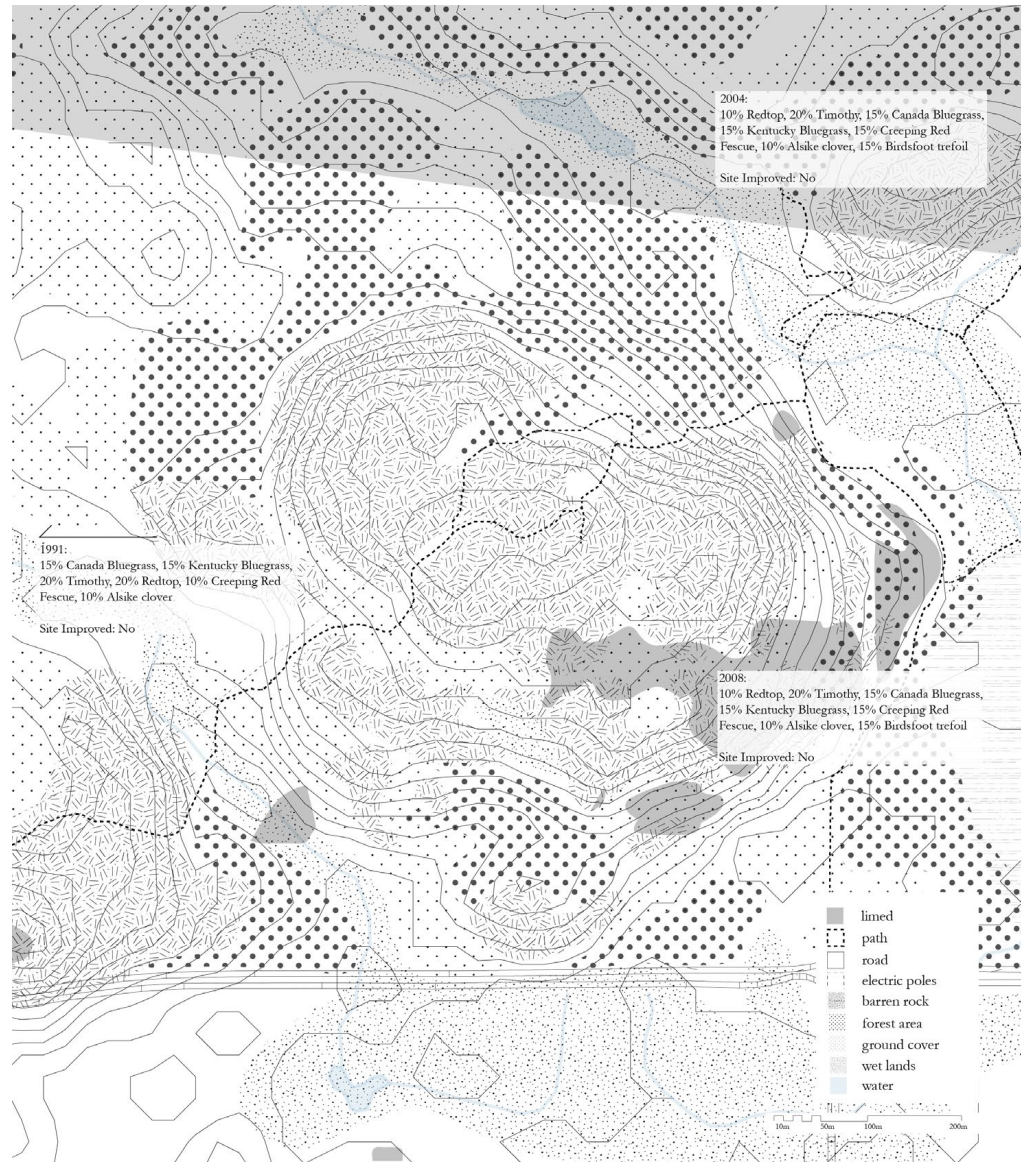 2004:
10% Redtop, 20% Timothy, 15% Canada Bluegrass,
15% Kentucky Bluegrass, 15% Creeping Red
Fescue, 10% Alsike clover, 15% Birdsfoot trefoil
Site Improved: No
1991:
15% Canada Bluegrass, 15% Kentucky Bluegrass,
20% Timothy, 20% Redtop, 10% Creeping Red
Fescue, 10% Alsike clover
Site Improved: No
2008:
10% Redtop, 20% Timothy, 15% Canada Bluegrass,
15% Kentucky Bluegrass, 15% Creeping Red
Fescue, 10% Alsike clover, 15% Birdsfoot trefoil
Site Improved: No
limed
path
road
electric poles
barren rock
forest area
ground cover
wet lands
water
10m 50m 100m 200m